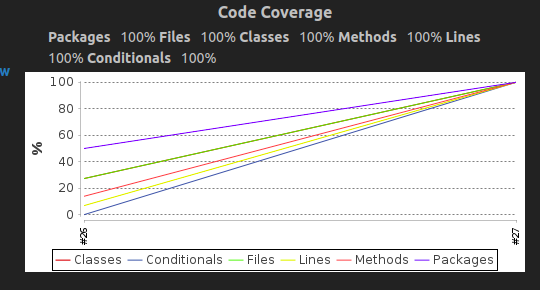 Code Coverage
Packages 100% Files 100% Classes 100% Methods 100% Lines
100% Conditionals 100%
w
100
80
60
40
20
0
%
#26
#27
Classes Conditionals Files Lines Methods Packages